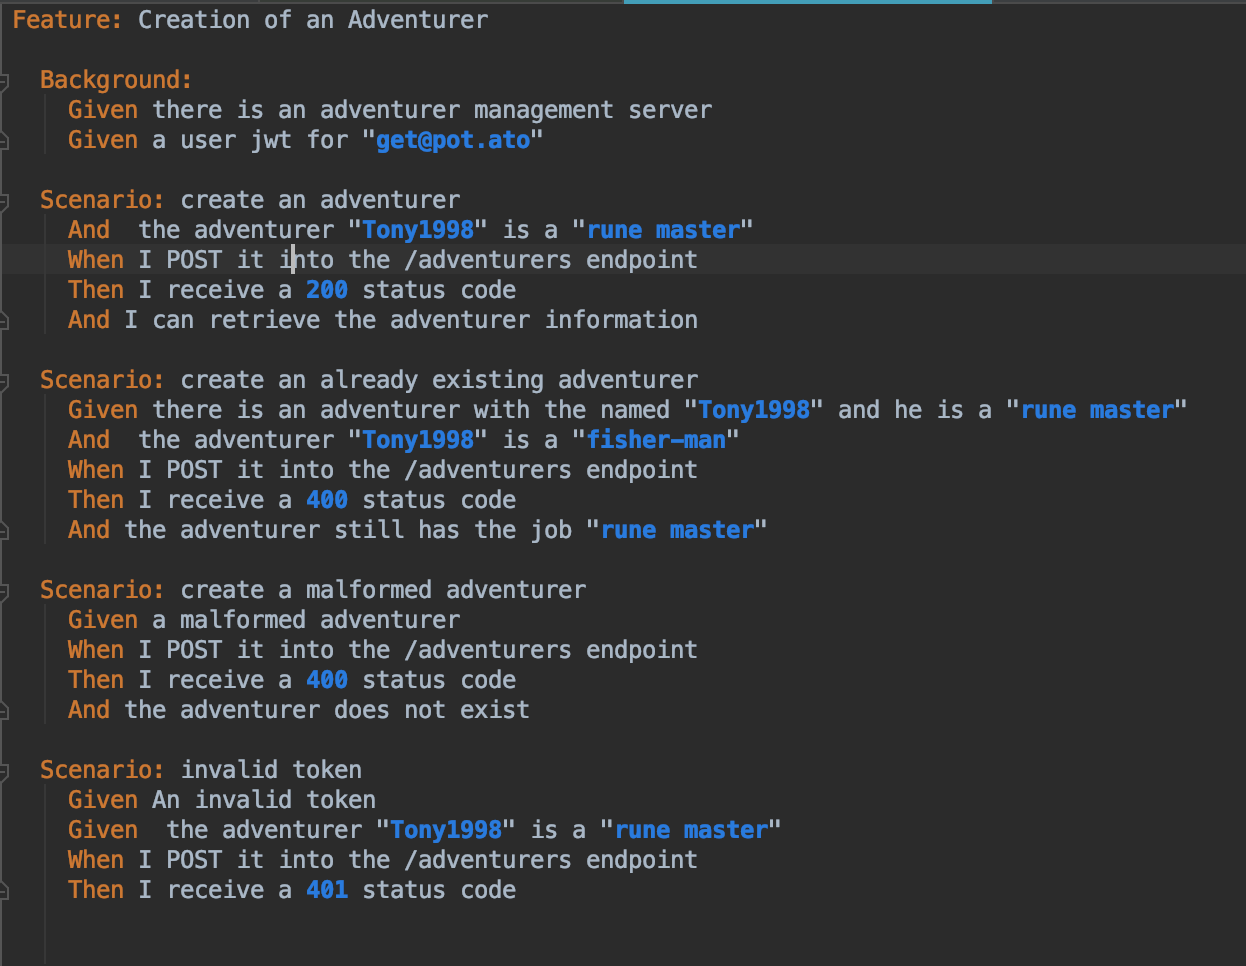 Feature: Creation of an Adventurer
Background:
Given there is an adventurer management server
Given a user jwt for "get@pot.ato"
Scenario: create an adventurer
And  the adventurer "Tony1998" is a "rune master"
When I POST it into the /adventurers endpoint
Then I receive a 200 status code
And I can retrieve the adventurer information
Scenario: create an already existing adventurer
Given there is an adventurer with the named "Tony1998" and he is a "rune master"
And  the adventurer "Tony1998" is a "fisher-man"
When I POST it into the /adventurers endpoint
Then I receive a 400 status code
And the adventurer still has the job "rune master"
Scenario: create a malformed adventurer
Given a malformed adventurer
When I POST it into the /adventurers endpoint
Then I receive a 400 status code
And the adventurer does not exist
Scenario: invalid token
Given An invalid token
Given  the adventurer "Tony1998" is a "rune master"
When I POST it into the /adventurers endpoint
Then I receive a 401 status code